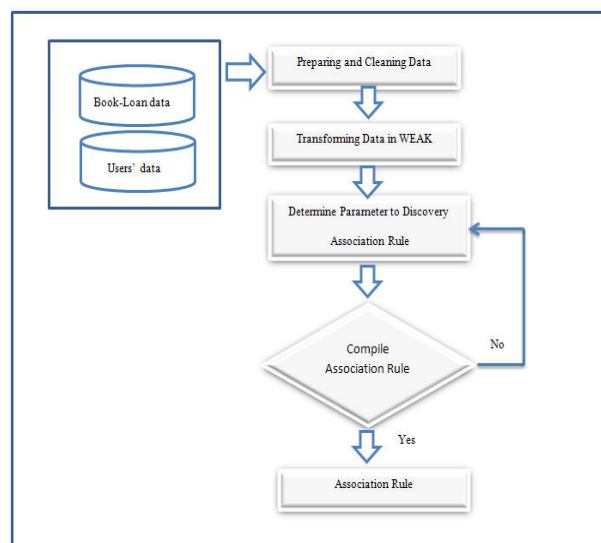 Preparing and Cleaning Data
Book-Loan data
Users' data
Transforming Data in WEAK
Determine Parameter to Discovery
Association Rule
Compile
Association Rule
No
Yes
Association Rule